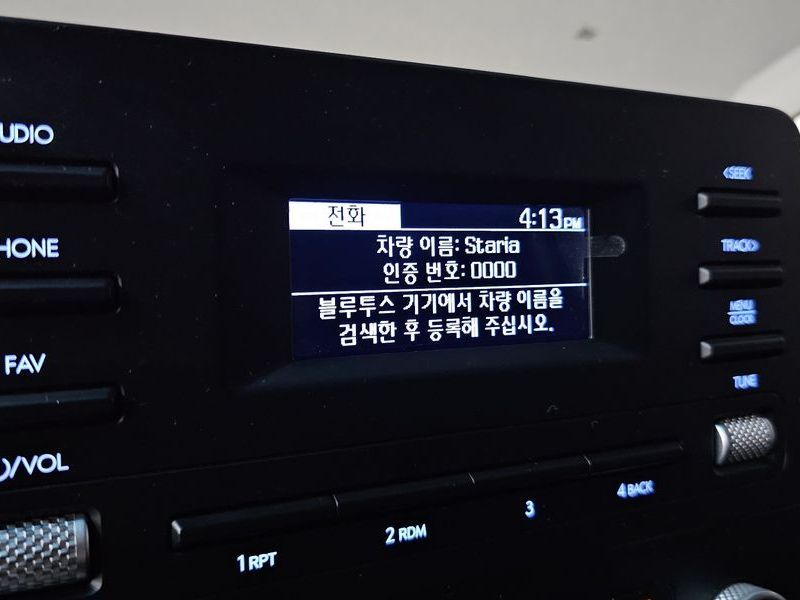 UDIO
HONE
FAV
/VOL
전화 4:13PM
차량 이름: Staria
인증 번호: 0000
블루투스 기기에서 차량 이름을
검색한 후 등록해 주십시오.
<SEEK
TRACK>
MENU
CLOCK
TUNE
1 RPT
2 RDM
3
4 BACK